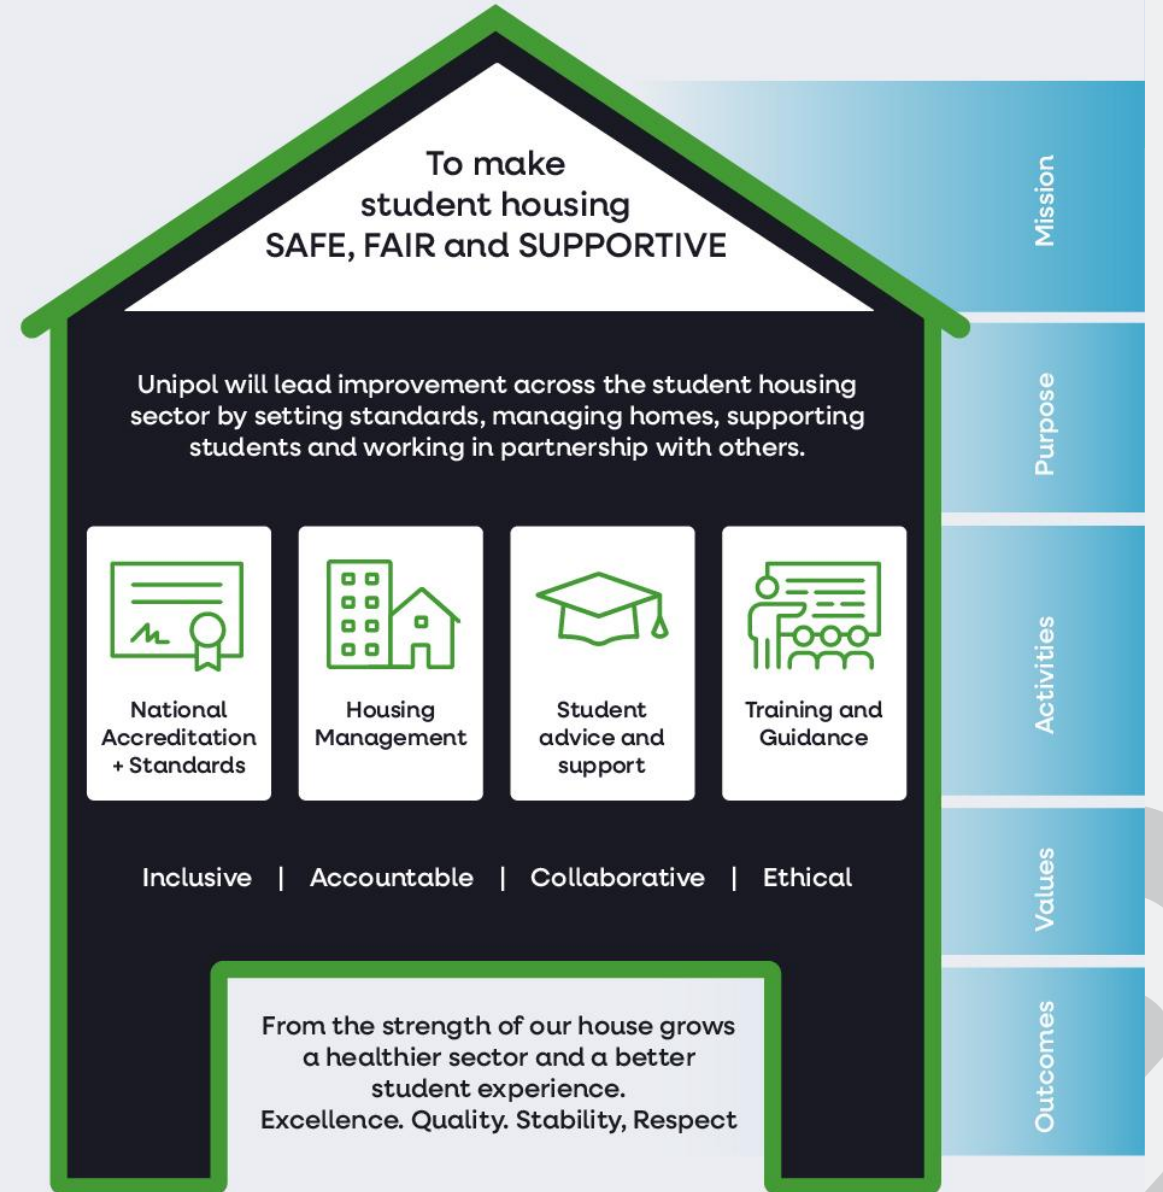 To make
student housing
SAFE, FAIR and SUPPORTIVE
Mission
Unipol will lead improvement across the student housing
sector by setting standards, managing homes, supporting
students and working in partnership with others.
Purpose
National
Accreditation
+ Standards
Housing
Management
Student
advice and
support
Training and
Guidance
Activities
Inclusive | Accountable | Collaborative | Ethical
Values
From the strength of our house grows
a healthier sector and a better
student experience.
Excellence. Quality. Stability, Respect
Outcomes